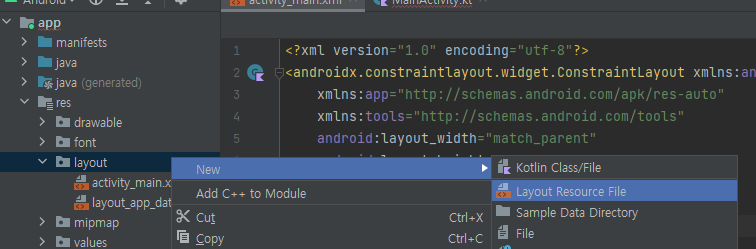 Android
activity_main.xml
MainActivity.kt
app
manifests
java
java (generated)
res
drawable
font
layout
activity_main.x
layout_app_dat
mipmap
values
1 <?xml version="1.0" encoding="utf-8"?>
2 <androidx.constraintlayout.widget.ConstraintLayout xmlns:an
3 xmlns:app="http://schemas.android.com/apk/res-auto"
4 xmlns:tools="http://schemas.android.com/tools"
5 android:layout_width="match_parent"
New
Add C++ to Module
Cut Ctrl+X
Copy Ctrl+C
Kotlin Class/File
Layout Resource File
Sample Data Directory
File